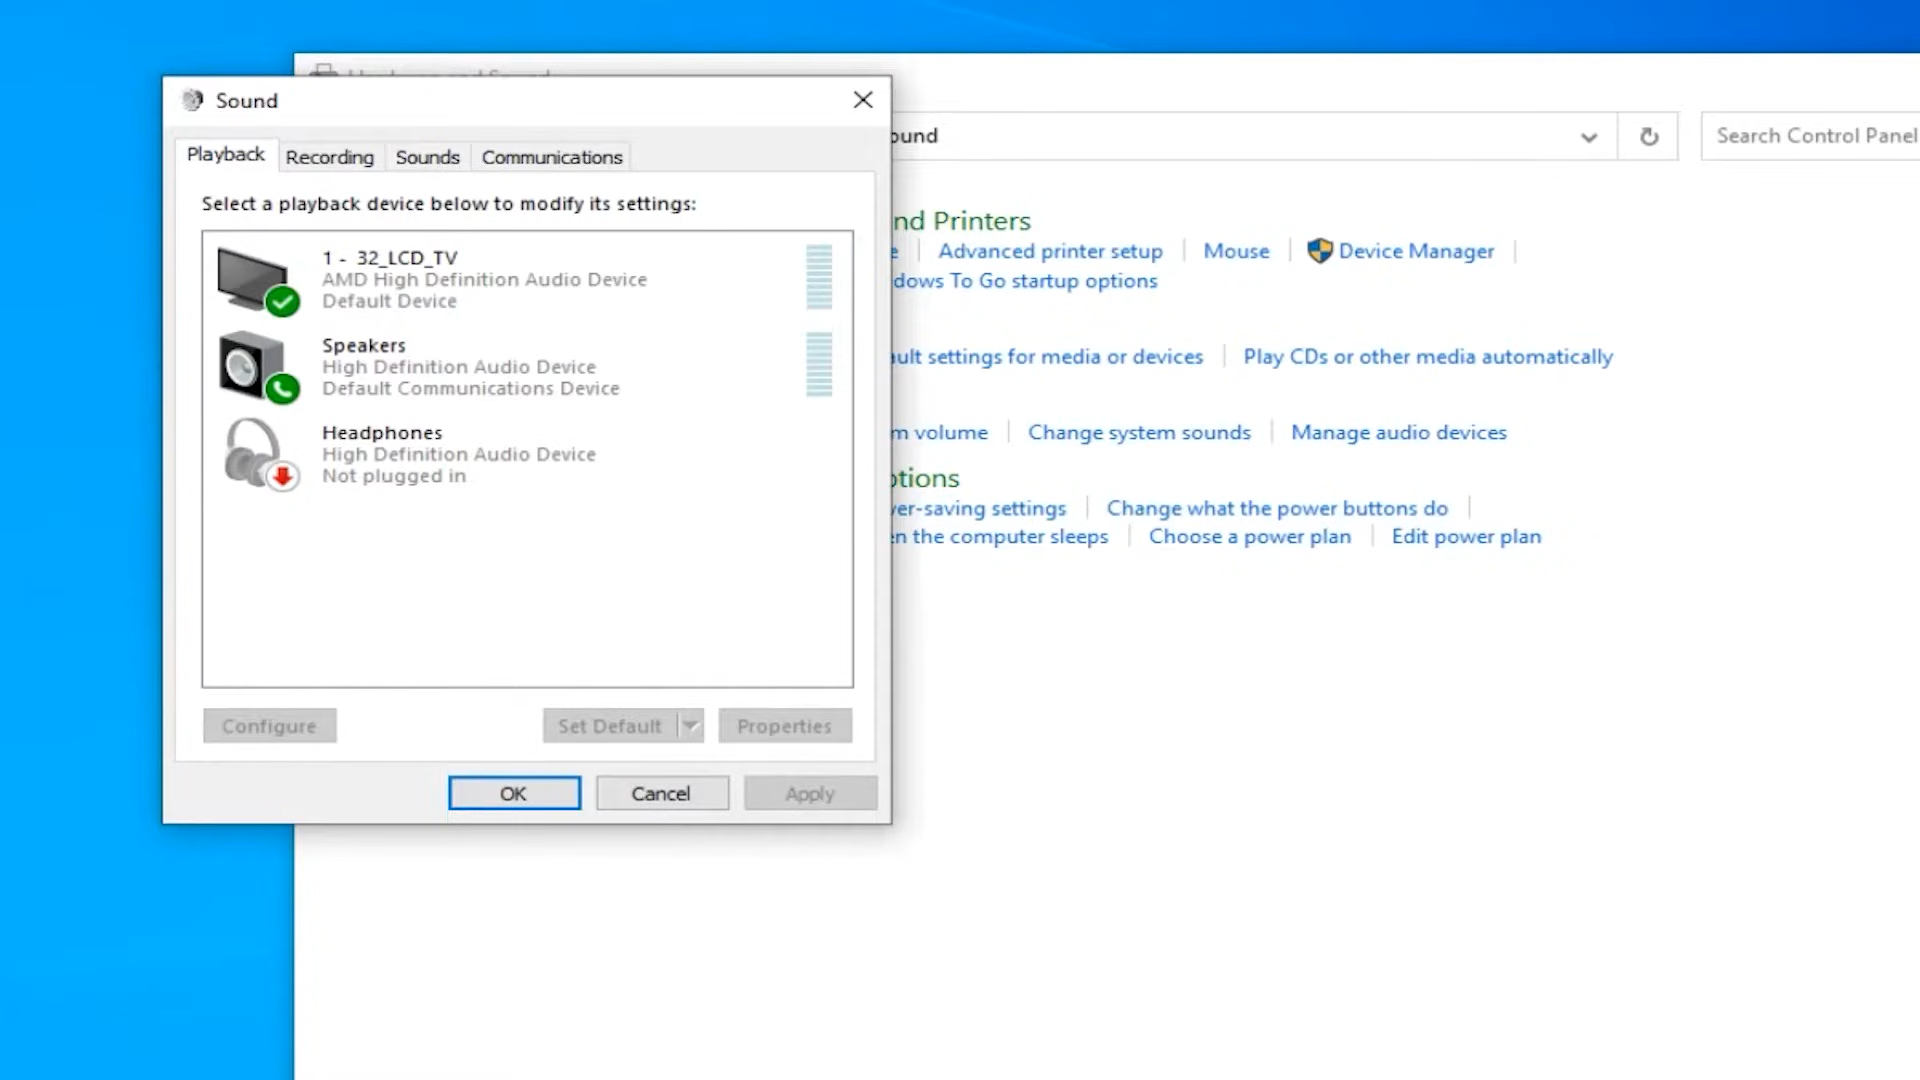 Sound
Playback
Recording
Sounds
Communications
Select a playback device below to modify its settings:
1 - 32_LCD_TV
AMD High Definition Audio Device
Default Device
Speakers
High Definition Audio Device
Default Communications Device
Headphones
High Definition Audio Device
Not plugged in
Configure
Set Default
Properties
OK
Cancel
Apply
ound
Search Control Panel
nd Printers
e
Advanced printer setup
Mouse
Device Manager
dows To Go startup options
ult settings for media or devices
Play CDs or other media automatically
m volume
Change system sounds
Manage audio devices
ptions
er-saving settings
Change what the power buttons do
n the computer sleeps
Choose a power plan
Edit power plan